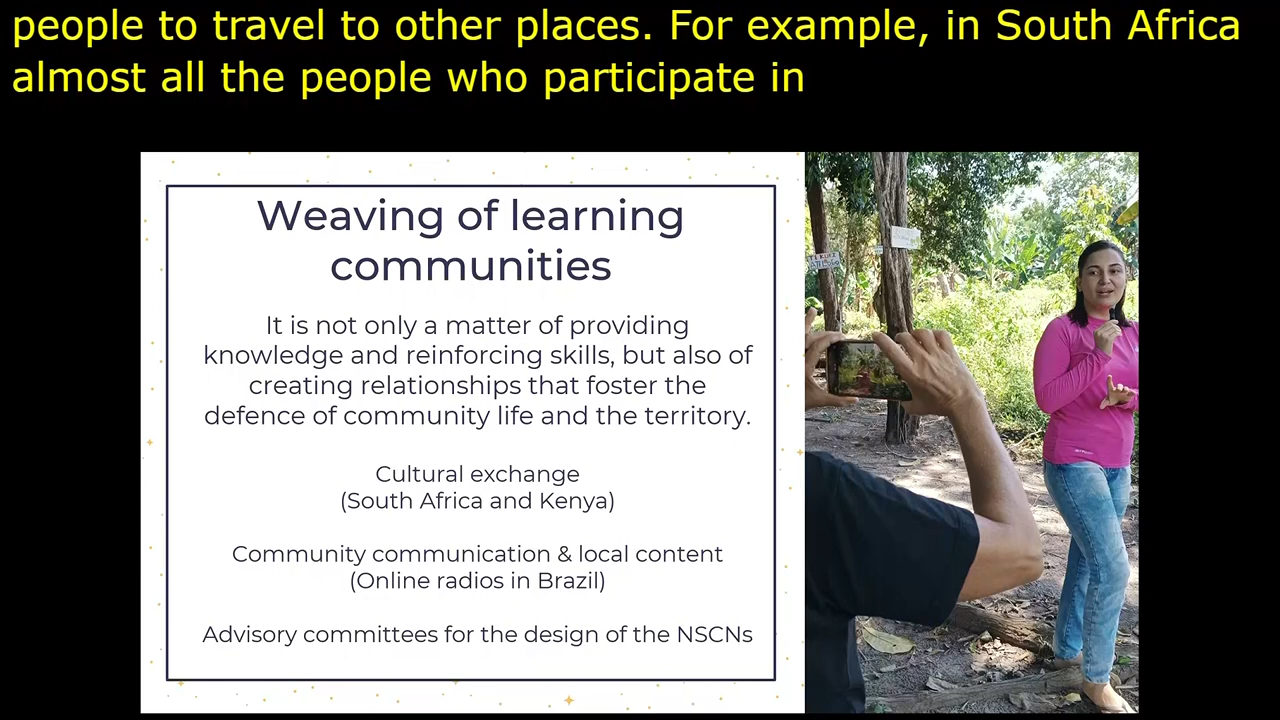 people to travel to other places. For example, in South Africa
almost all the people who participate in
Weaving of learning
communities
It is not only a matter of providing
knowledge and reinforcing skills, but also of
creating relationships that foster the
defence of community life and the territory.
Cultural exchange
(South Africa and Kenya)
Community communication & local content
(Online radios in Brazil)
Advisory committees for the design of the NSCNs